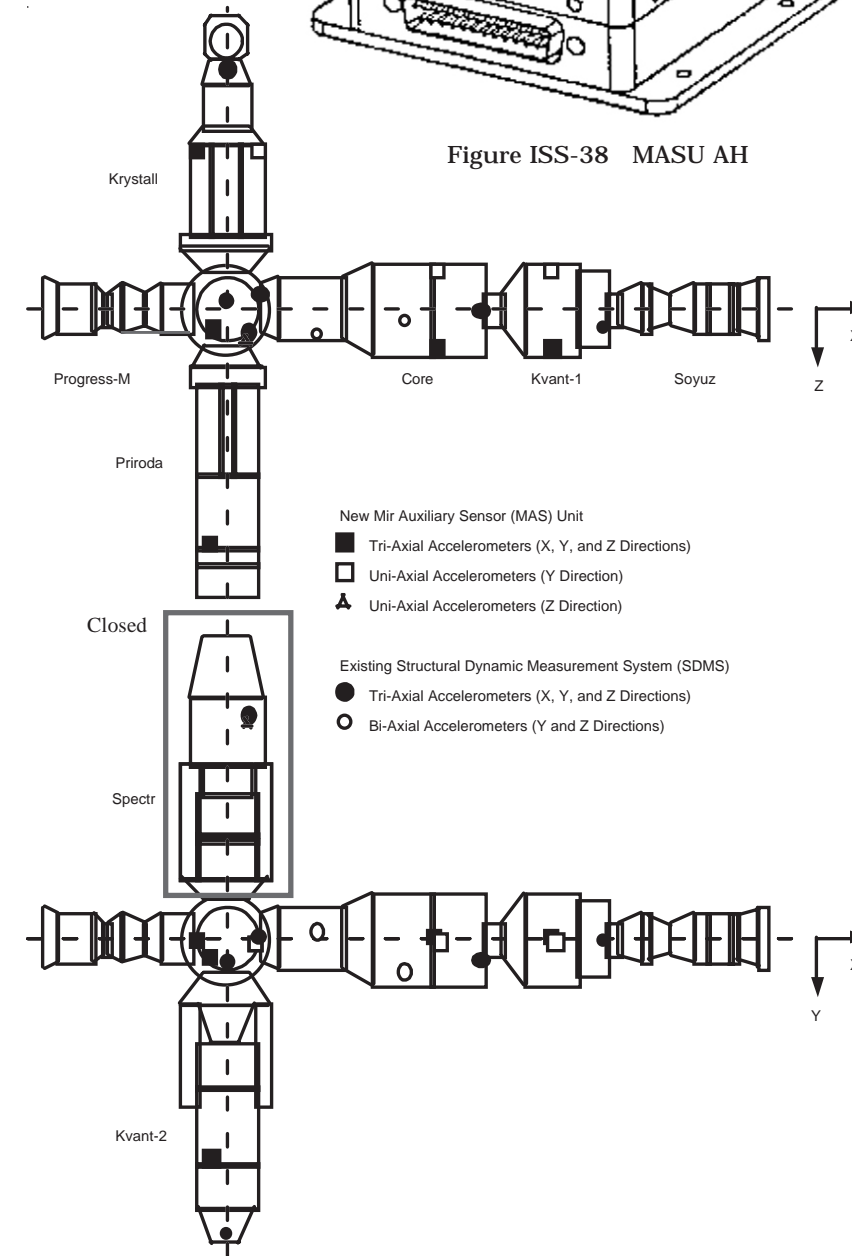 Figure ISS-38 MASU AH
Krystall
Progress-M
Core
Kvant-1
Soyuz
Z
Priroda
New Mir Auxiliary Sensor (MAS) Unit
Tri-Axial Accelerometers (X, Y, and Z Directions)
Uni-Axial Accelerometers (Y Direction)
Uni-Axial Accelerometers (Z Direction)
Closed
Existing Structural Dynamic Measurement System (SDMS)
Tri-Axial Accelerometers (X, Y, and Z Directions)
Bi-Axial Accelerometers (Y and Z Directions)
Spectr
Y
Kvant-2